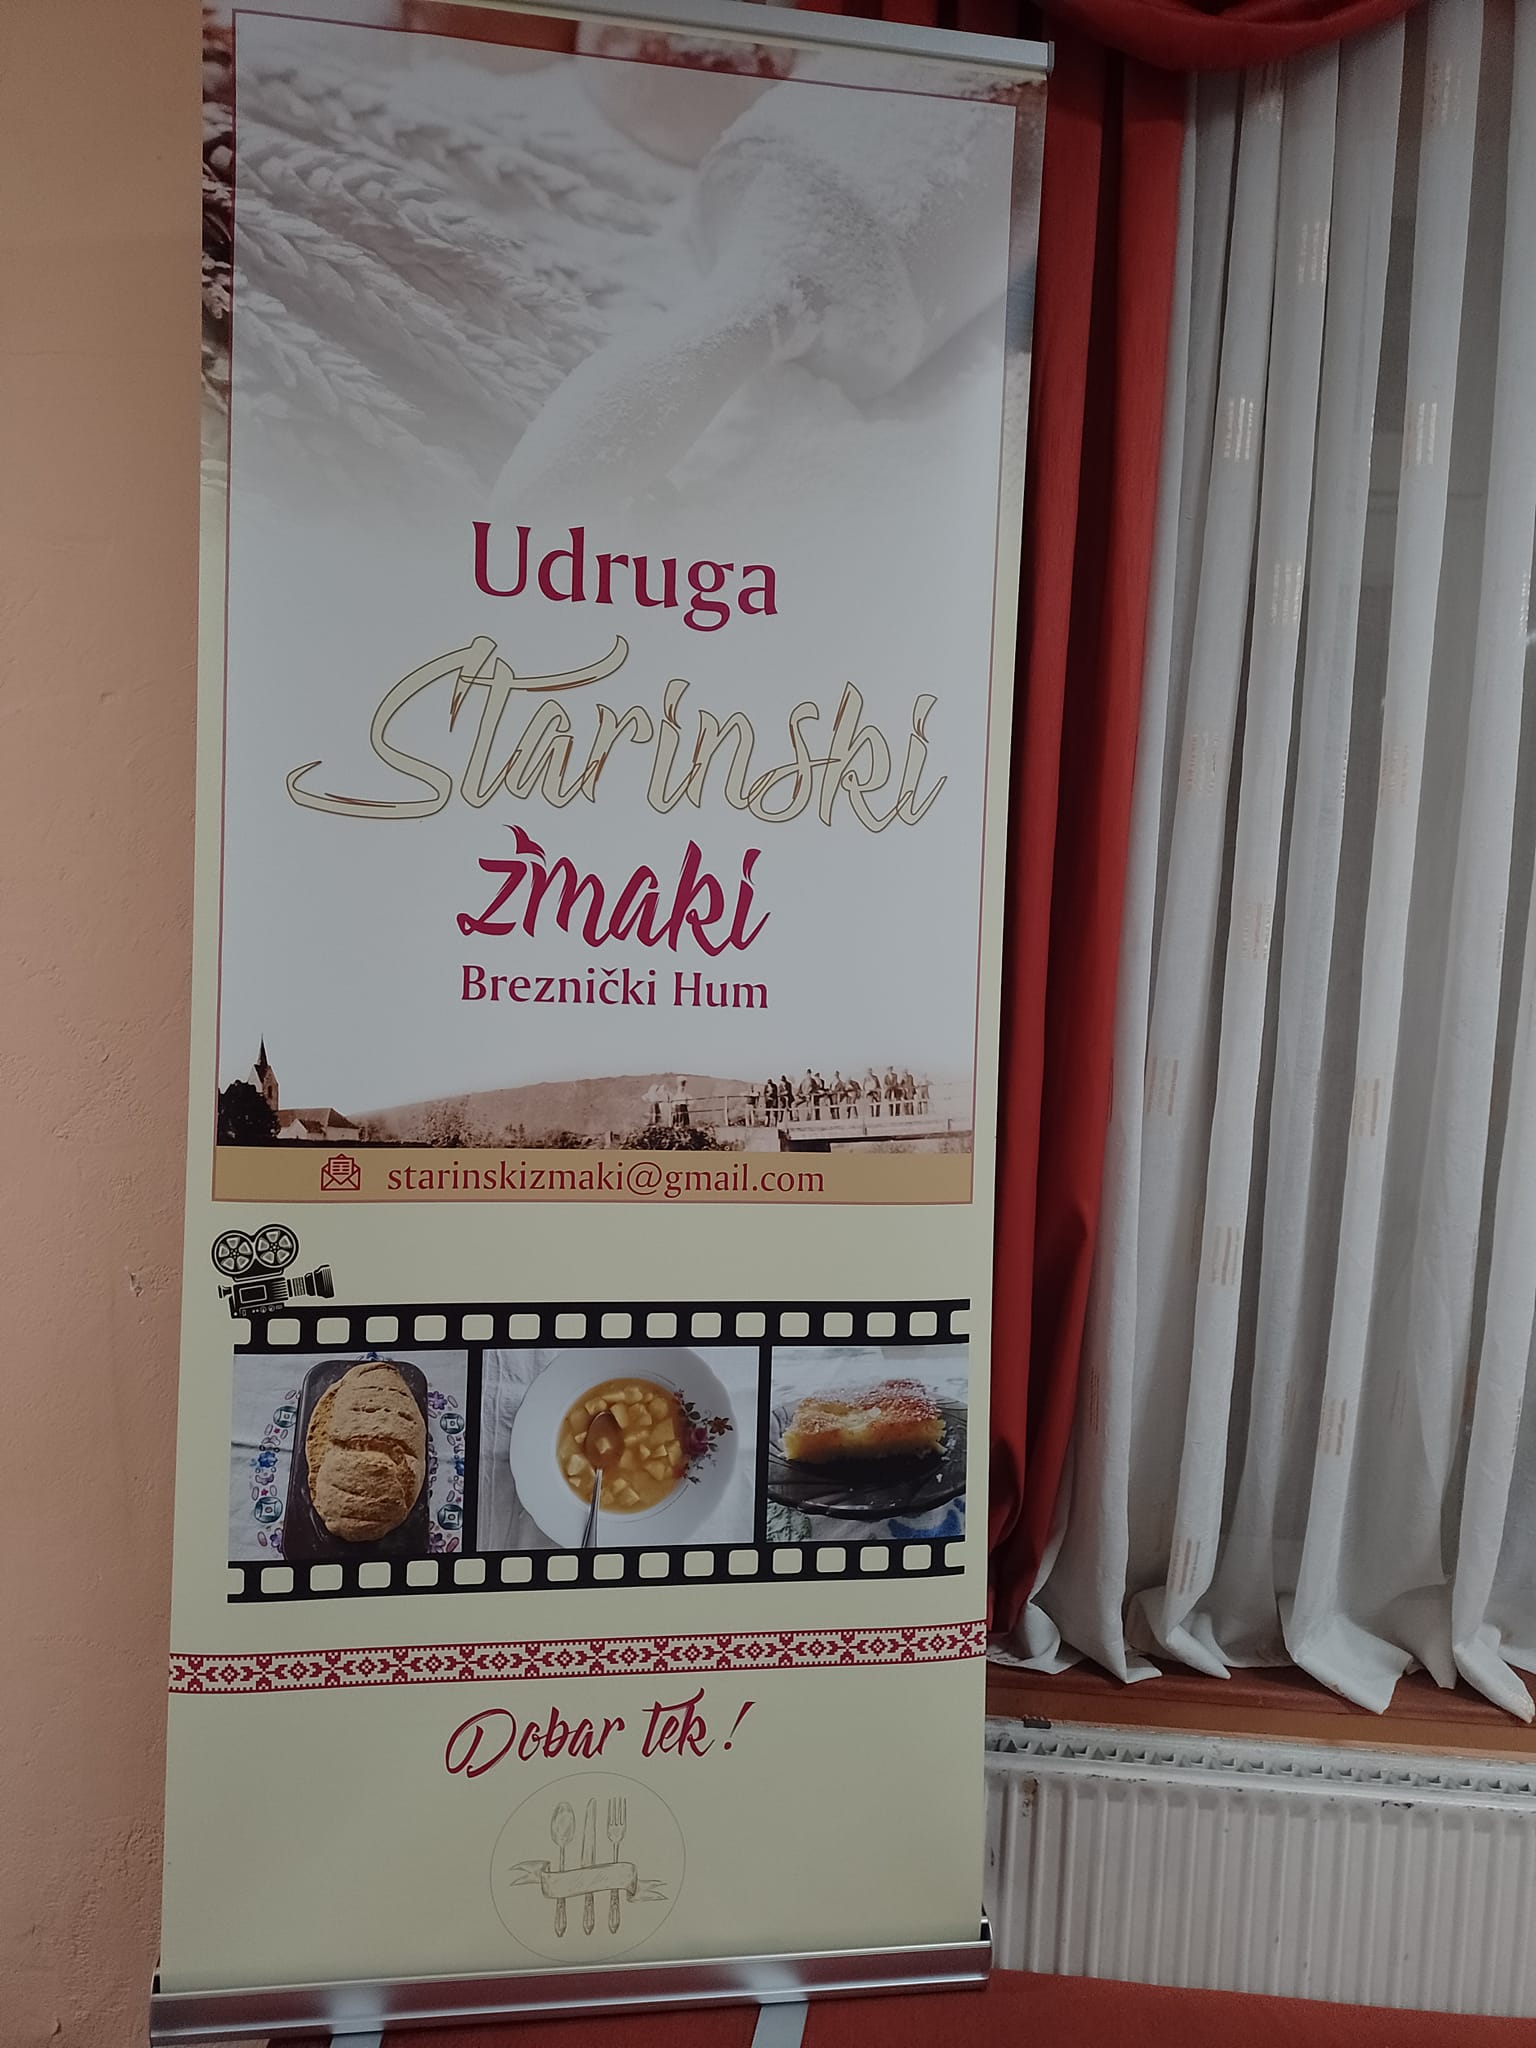 Udruga
Starinski
žmaki
Breznički Hum
starinskizmaki@gmail.com
Dobar tek!